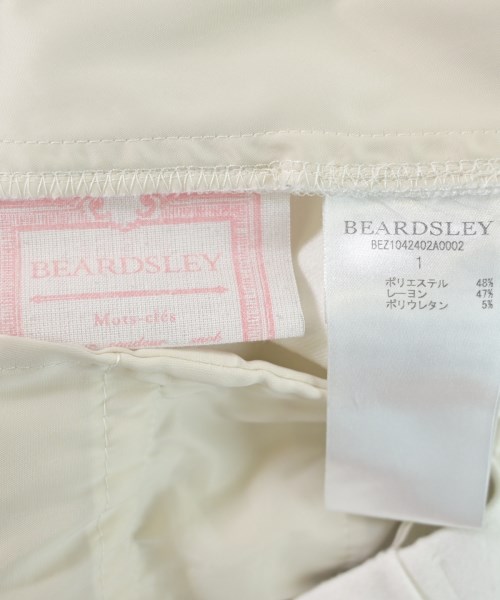 BEARDSLEY
Mots-clés
BEARDSLEY
BEZ1042402A0002
1
ポリエステル 48%
レーヨン 47%
ポリウレタン 5%